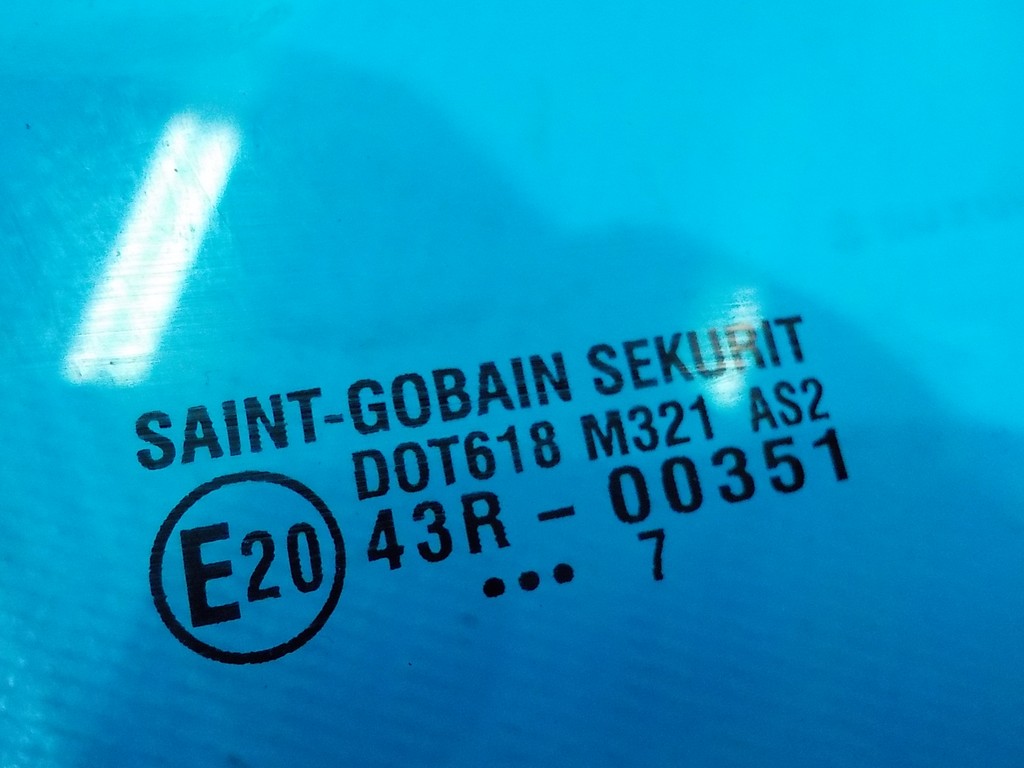 SAINT-GOBAIN SEKURIT
DOT618 M321 AS2
E20 43R - 00351
••• 7